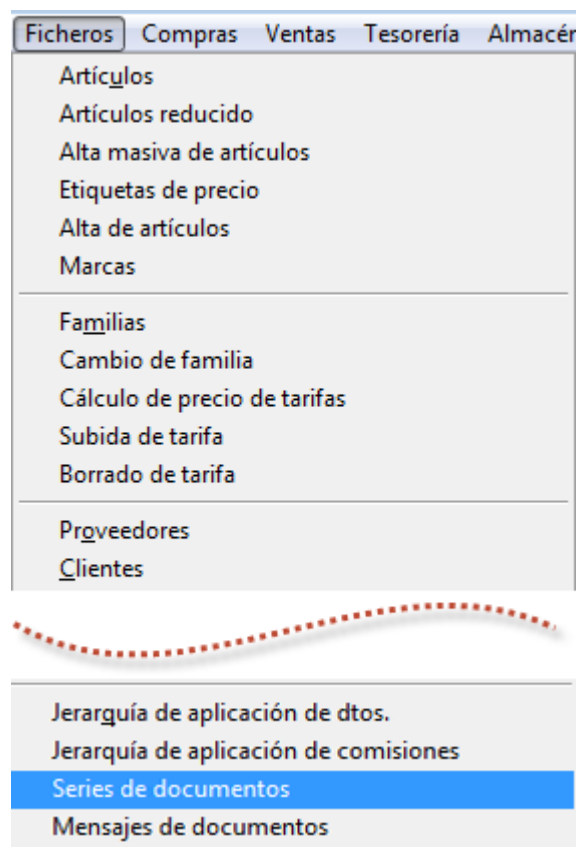 Ficheros Compras Ventas Tesorería Almacén
Artículos
Artículos reducido
Alta masiva de artículos
Etiquetas de precio
Alta de artículos
Marcas
Familias
Cambio de familia
Cálculo de precio de tarifas
Subida de tarifa
Borrado de tarifa
Proveedores
Clientes
Jerarquía de aplicación de dtos.
Jerarquía de aplicación de comisiones
Series de documentos
Mensajes de documentos